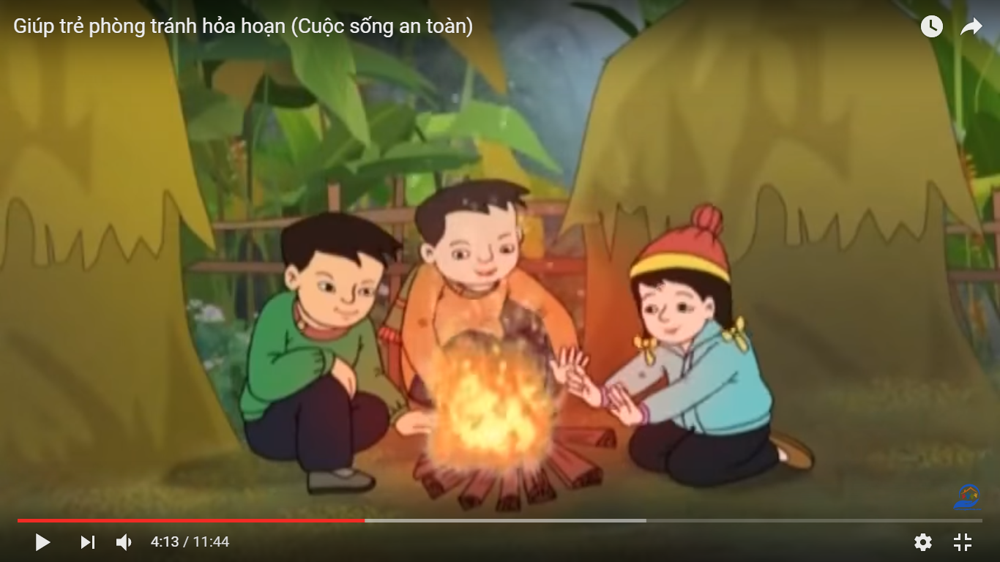 Giúp trẻ phòng tránh hỏa hoạn (Cuộc sống an toàn)
4:13 / 11:44